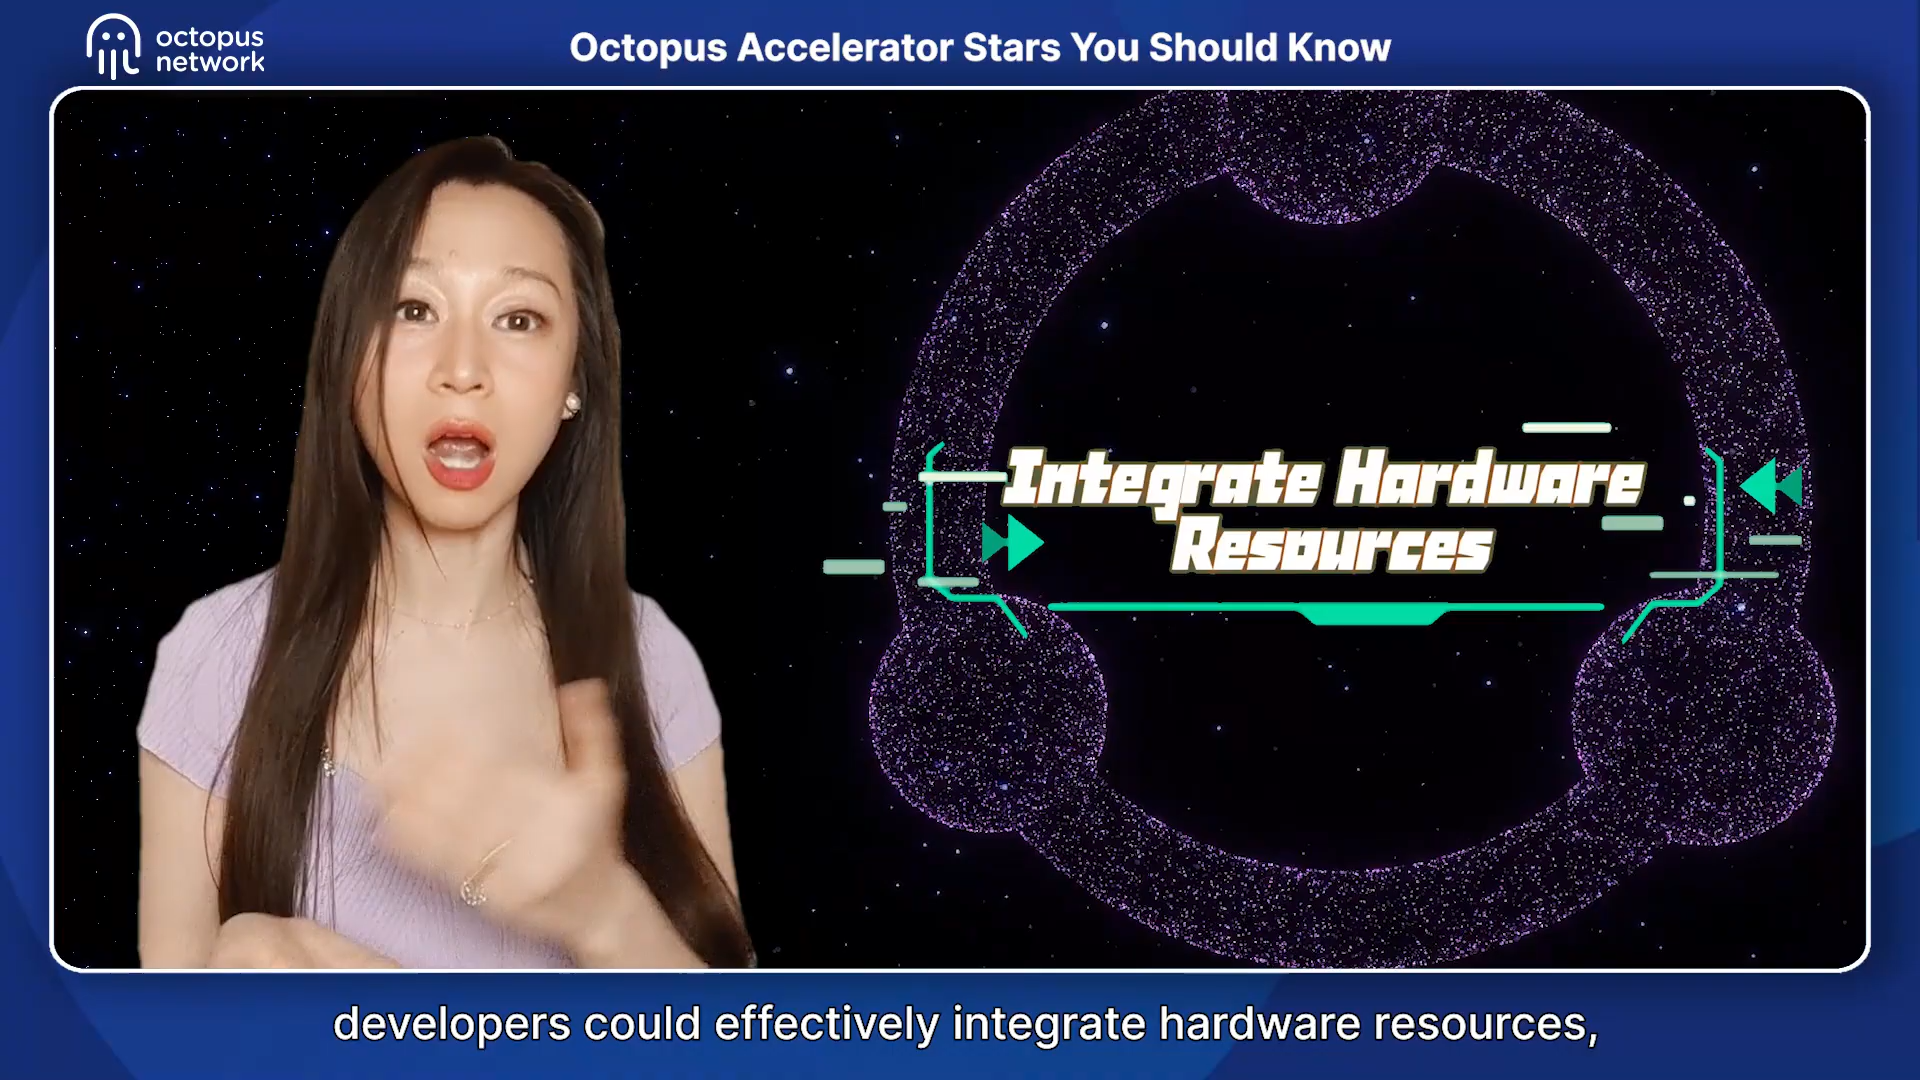 octopus
network
Octopus Accelerator Stars You Should Know
Integrate Hardware
Resources
developers could effectively integrate hardware resources,